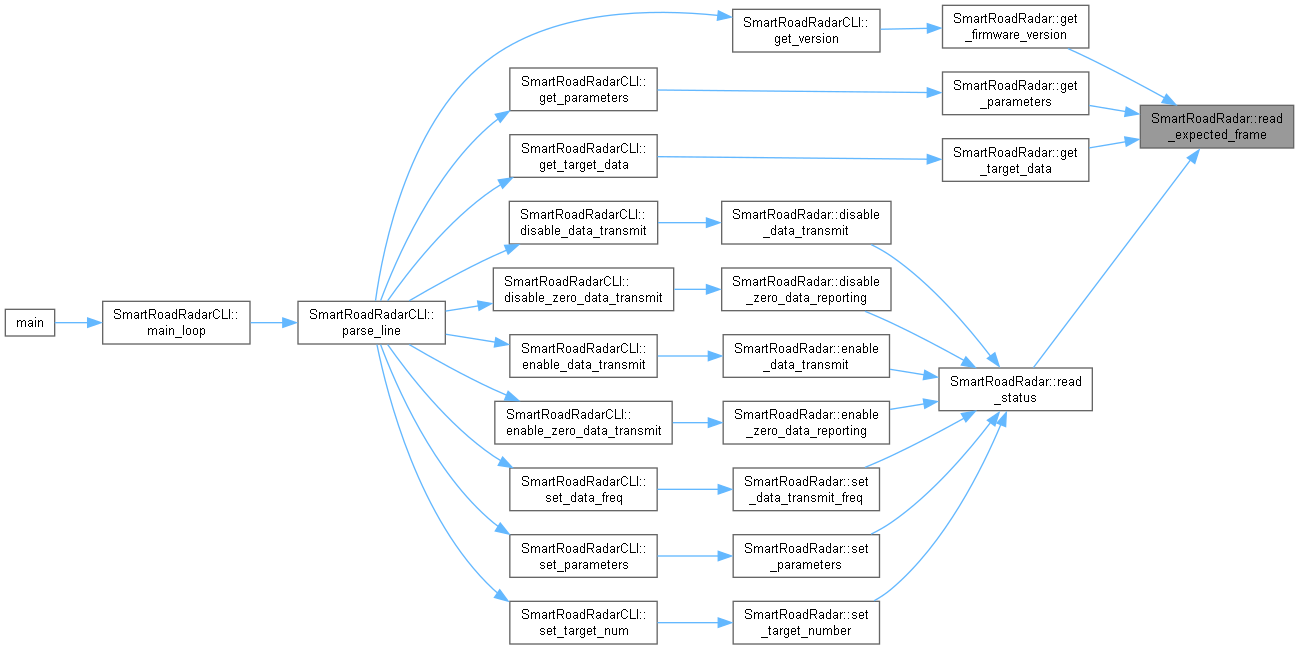 SmartRoadRadarCLI::
get_version
SmartRoadRadar::get
_firmware_version
SmartRoadRadarCLI::
get_parameters
SmartRoadRadar::get
_parameters
SmartRoadRadar::read
_expected_frame
SmartRoadRadarCLI::
get_target_data
SmartRoadRadar::get
_target_data
SmartRoadRadarCLI::
disable_data_transmit
SmartRoadRadar::disable
_data_transmit
SmartRoadRadarCLI::
disable_zero_data_transmit
SmartRoadRadar::disable
_zero_data_reporting
main
SmartRoadRadarCLI::
main_loop
SmartRoadRadarCLI::
parse_line
SmartRoadRadarCLI::
enable_data_transmit
SmartRoadRadar::enable
_data_transmit
SmartRoadRadar::read
_status
SmartRoadRadarCLI::
enable_zero_data_transmit
SmartRoadRadar::enable
_zero_data_reporting
SmartRoadRadarCLI::
set_data_freq
SmartRoadRadar::set
_data_transmit_freq
SmartRoadRadarCLI::
set_parameters
SmartRoadRadar::set
_parameters
SmartRoadRadarCLI::
set_target_num
SmartRoadRadar::set
_target_number